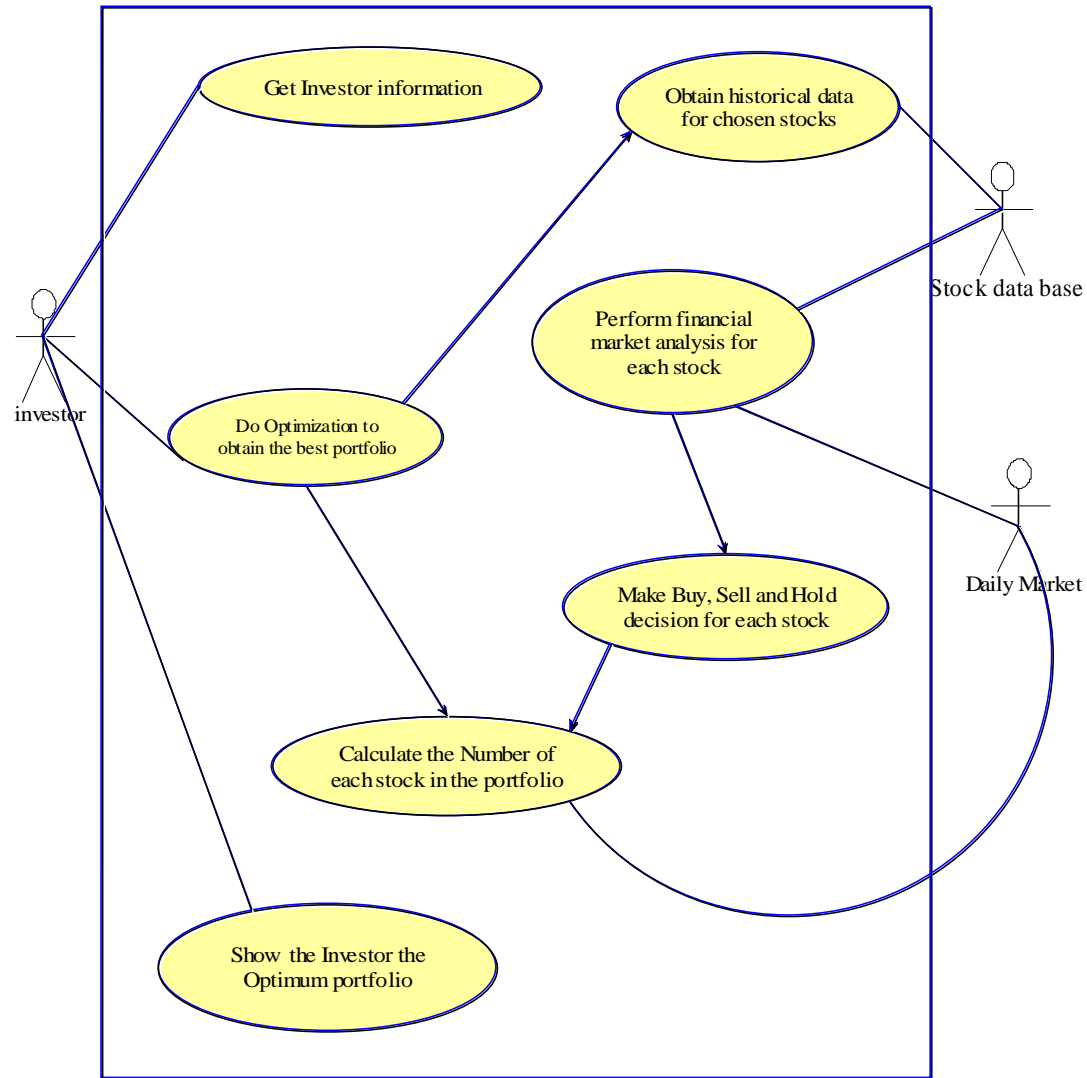 Get Investor information
Obtain historical data
for chosen stocks
Stock data base
Perform financial
market analysis for
each stock
investor
Do Optimization to
obtain the best portfolio
Daily Market
Make Buy, Sell and Hold
decision for each stock
Calculate the Number of
each stock in the portfolio
Show the Investor the
Optimum portfolio